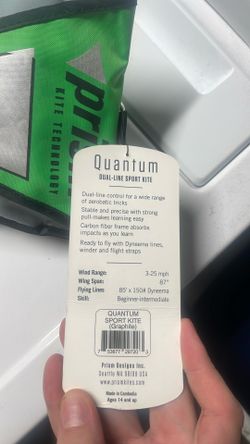 prism
KITE TECHNOLOGY
Quantum
DUAL-LINE SPORT KITE
Dual-line control for a wide range
of aerobatic tricks
Stable and precise with strong
pull-makes learning easy
Carbon fiber frame absorbs
impacts as you learn
Ready to fly with Dyneema lines,
winder and flight straps
Wind Range: 3-25 mph
Wing Span: 87"
Flying Lines: 85' x 150# Dyneema
Skill: Beginner-intermediate
QUANTUM
SPORT KITE
(Graphite)
Prism Designs Inc.
Seattle WA USA
www.prismkites.com
Made in Cambodia
Ages 14 and up